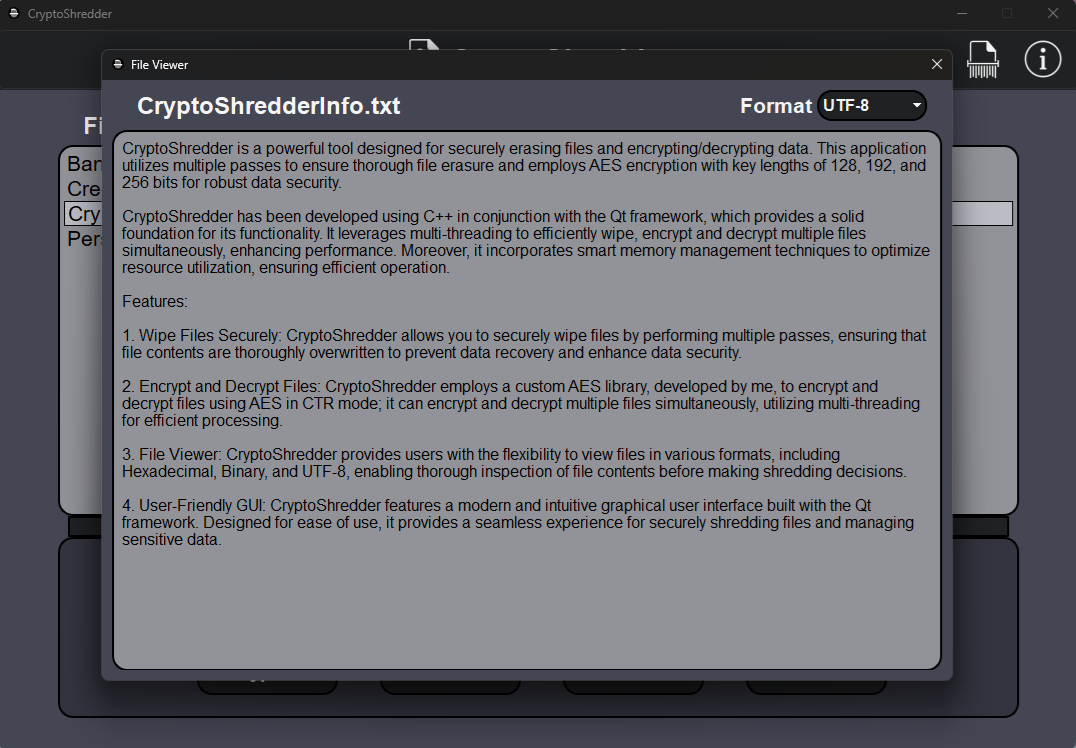 CryptoShredder
File Viewer
CryptoShredderInfo.txt
Format UTF-8
Fi
Ban
Cre
Cry
Pers
CryptoShredder is a powerful tool designed for securely erasing files and encrypting/decrypting data. This application
utilizes multiple passes to ensure thorough file erasure and employs AES encryption with key lengths of 128, 192, and
256 bits for robust data security.
CryptoShredder has been developed using C++ in conjunction with the Qt framework, which provides a solid
foundation for its functionality. It leverages multi-threading to efficiently wipe, encrypt and decrypt multiple files
simultaneously, enhancing performance. Moreover, it incorporates smart memory management techniques to optimize
resource utilization, ensuring efficient operation.
Features:
1. Wipe Files Securely: CryptoShredder allows you to securely wipe files by performing multiple passes, ensuring that
file contents are thoroughly overwritten to prevent data recovery and enhance data security.
2. Encrypt and Decrypt Files: CryptoShredder employs a custom AES library, developed by me, to encrypt and
decrypt files using AES in CTR mode; it can encrypt and decrypt multiple files simultaneously, utilizing multi-threading
for efficient processing.
3. File Viewer: CryptoShredder provides users with the flexibility to view files in various formats, including
Hexadecimal, Binary, and UTF-8, enabling thorough inspection of file contents before making shredding decisions.
4. User-Friendly GUI: CryptoShredder features a modern and intuitive graphical user interface built with the Qt
framework. Designed for ease of use, it provides a seamless experience for securely shredding files and managing
sensitive data.